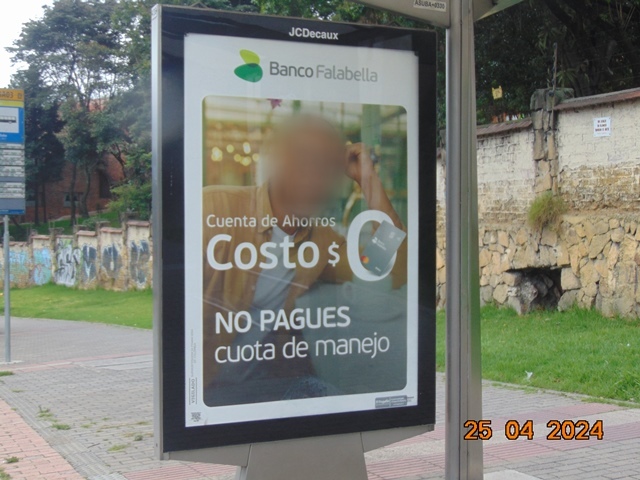 JCDecaux
Banco Falabella
Cuenta de Ahorros
Costo $0
NO PAGUES
cuota de manejo
25 04 2024